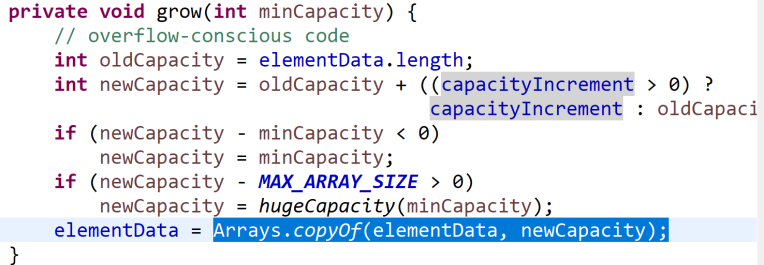 private void grow(int minCapacity) {
    // overflow-conscious code
    int oldCapacity = elementData.length;
    int newCapacity = oldCapacity + ((capacityIncrement > 0) ?
                                     capacityIncrement : oldCapaci
    if (newCapacity - minCapacity < 0)
        newCapacity = minCapacity;
    if (newCapacity - MAX_ARRAY_SIZE > 0)
        newCapacity = hugeCapacity(minCapacity);
    elementData = Arrays.copyOf(elementData, newCapacity);
}